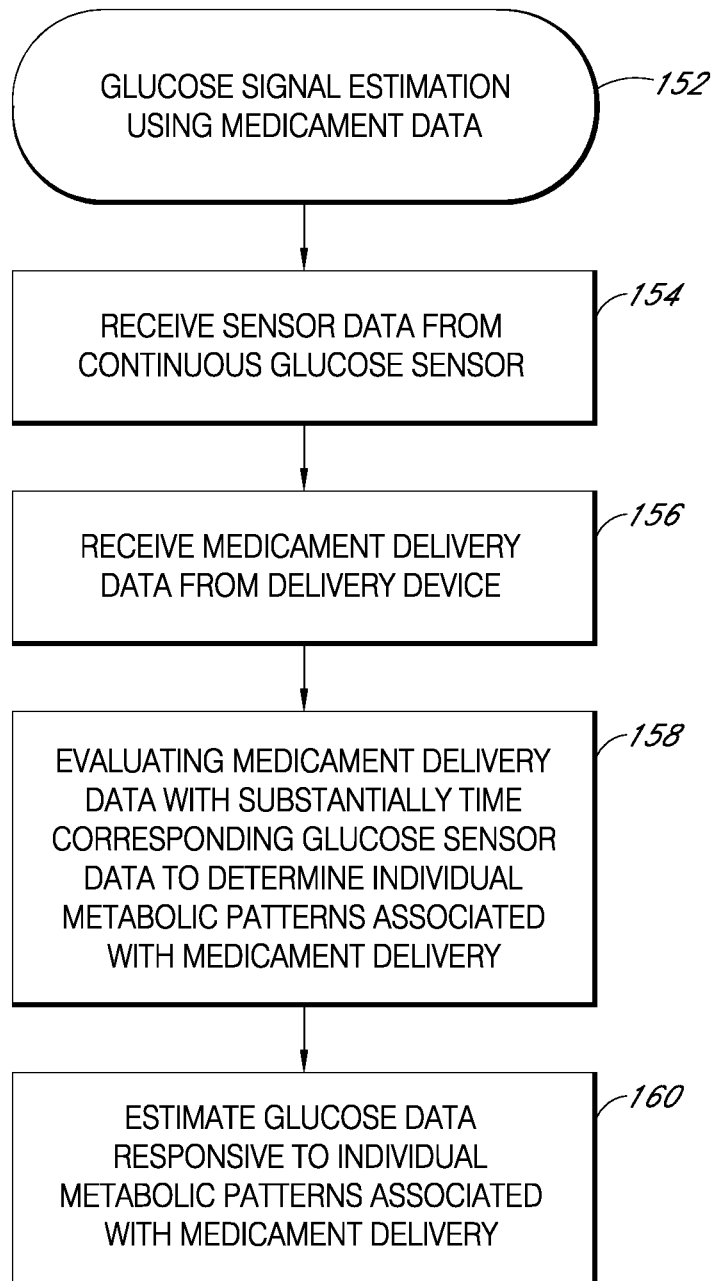 GLUCOSE SIGNAL ESTIMATION
USING MEDICAMENT DATA
152
RECEIVE SENSOR DATA FROM
CONTINUOUS GLUCOSE SENSOR
154
RECEIVE MEDICAMENT DELIVERY
DATA FROM DELIVERY DEVICE
156
EVALUATING MEDICAMENT DELIVERY
DATA WITH SUBSTANTIALLY TIME
CORRESPONDING GLUCOSE SENSOR
DATA TO DETERMINE INDIVIDUAL
METABOLIC PATTERNS ASSOCIATED
WITH MEDICAMENT DELIVERY
158
ESTIMATE GLUCOSE DATA
RESPONSIVE TO INDIVIDUAL
METABOLIC PATTERNS ASSOCIATED
WITH MEDICAMENT DELIVERY
160